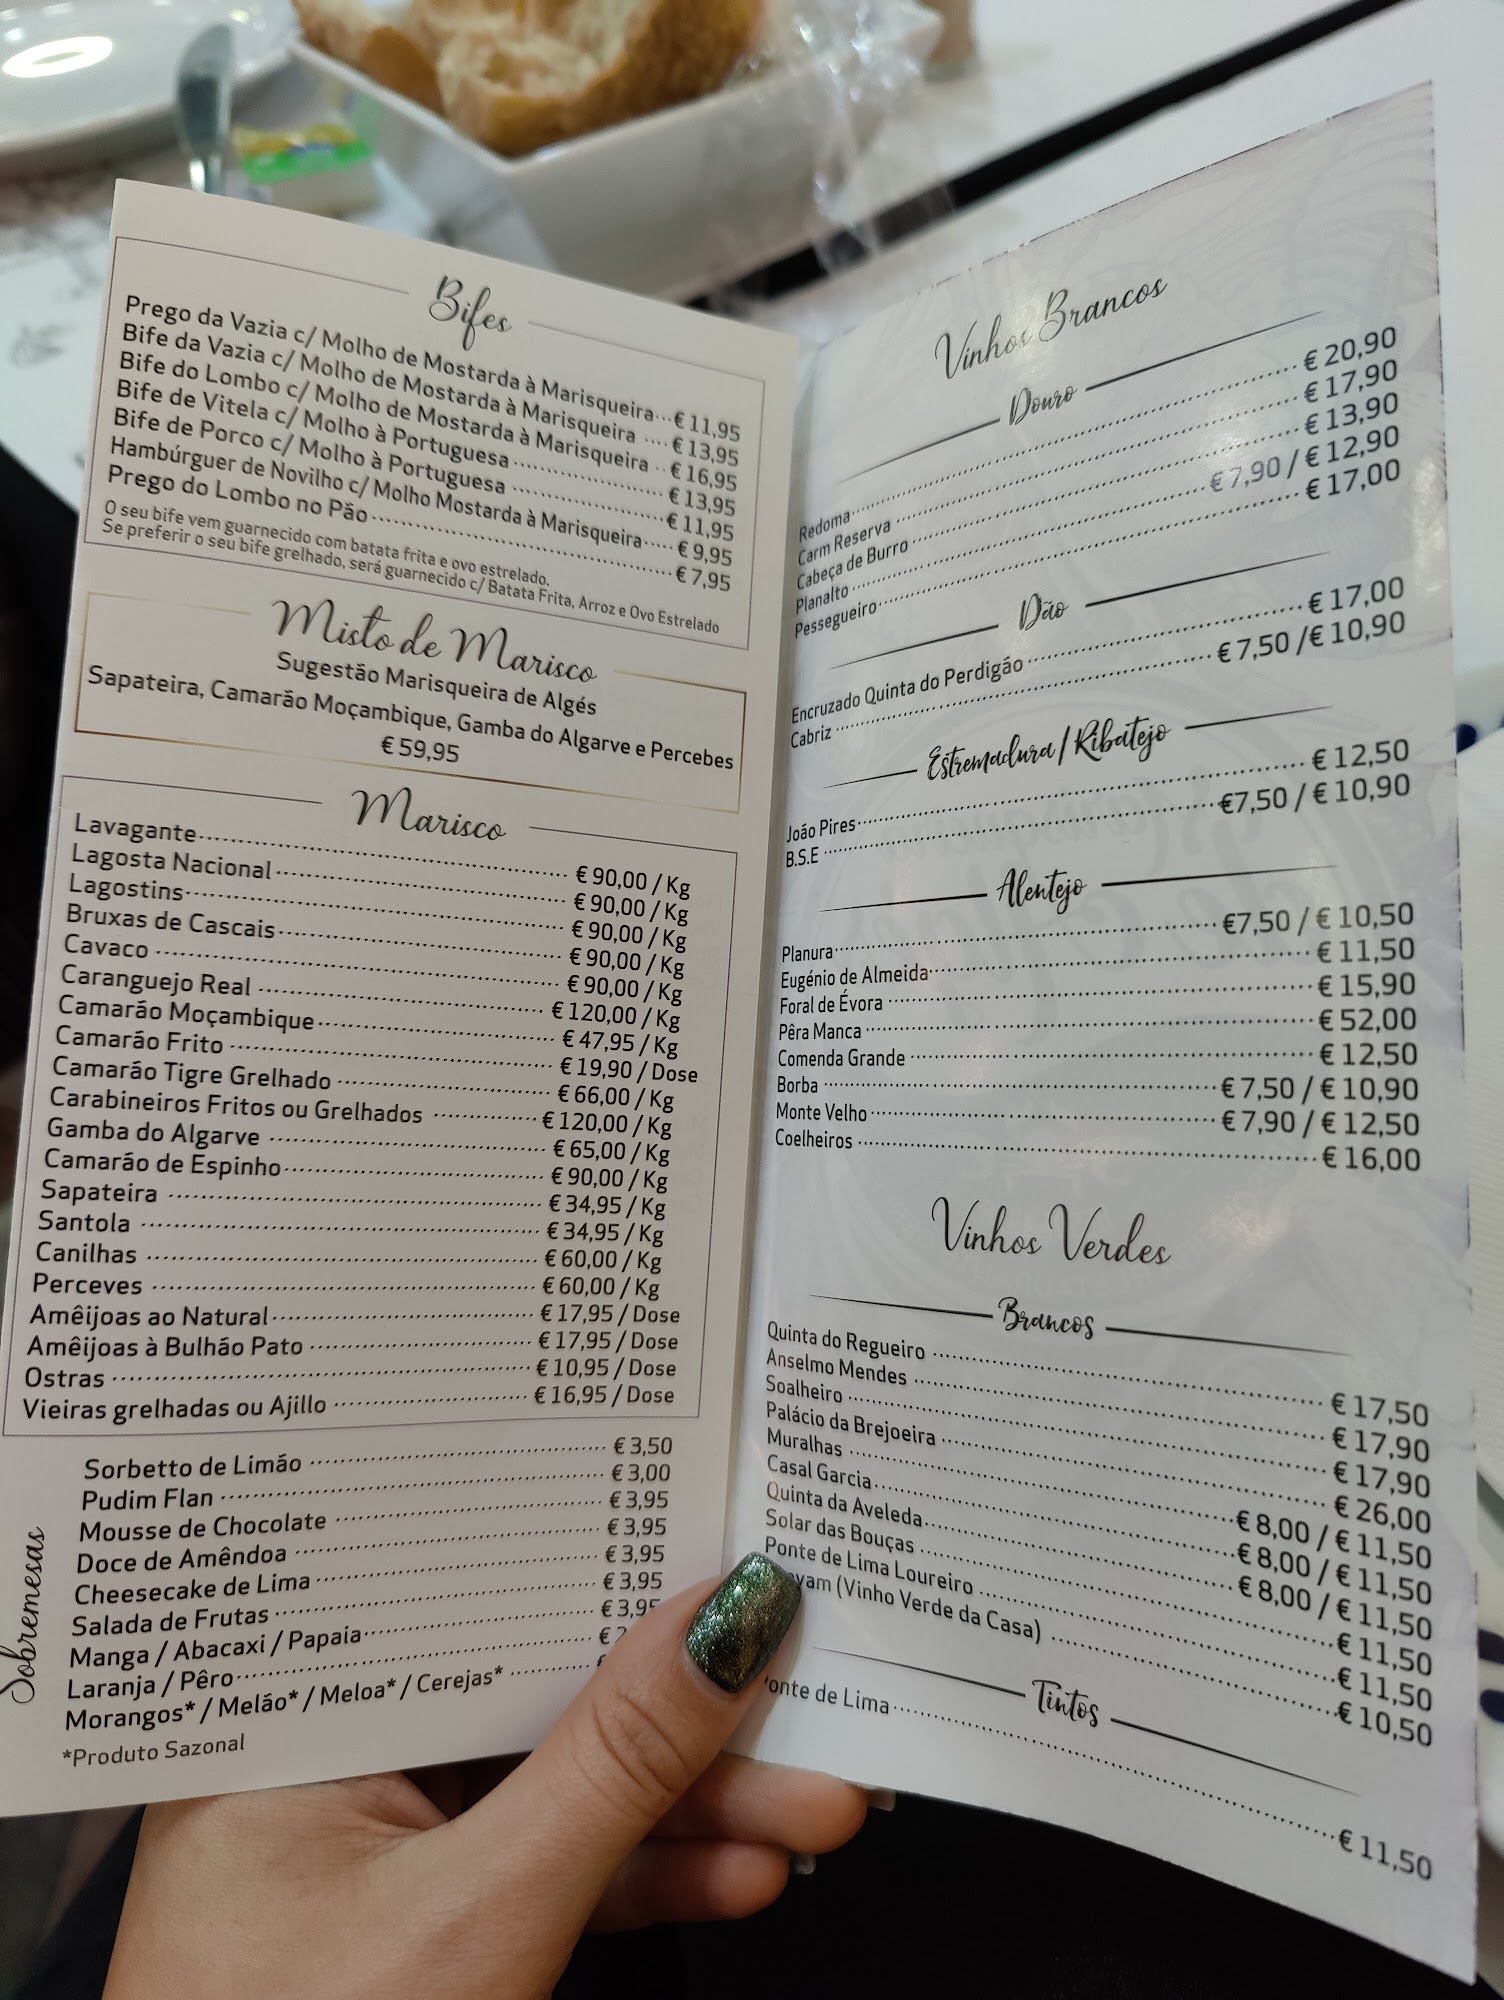 Bifes
Prego da Vazia c/ Molho de Mostarda à Marisqueira € 11,95
Bife da Vazia c/ Molho de Mostarda à Marisqueira € 13,95
Bife do Lombo c/ Molho de Mostarda à Marisqueira € 16,95
Bife de Vitela c/ Molho à Portuguesa € 13,95
Bife de Porco c/ Molho à Portuguesa € 11,95
Hambúrguer de Novilho c/ Molho Mostarda à Marisqueira € 9,95
Prego do Lombo no Pão € 7,95
O seu bife vem guarnecido com batata frita e ovo estrelado.
Se preferir o seu bife grelhado, será guarnecido c/ Batata Frita, Arroz e Ovo Estrelado
Misto de Marisco
Sugestão Marisqueira de Algés
Sapateira, Camarão Moçambique, Gamba do Algarve e Percebes
€ 59,95
Marisco
Lavagante € 90,00 / Kg
Lagosta Nacional € 90,00 / Kg
Lagostins € 90,00 / Kg
Bruxas de Cascais € 90,00 / Kg
Cavaco € 90,00 / Kg
Caranguejo Real € 120,00 / Kg
Camarão Moçambique € 47,95 / Kg
Camarão Frito € 19,90 / Dose
Camarão Tigre Grelhado € 66,00 / Kg
Carabineiros Fritos ou Grelhados € 120,00 / Kg
Gamba do Algarve € 65,00 / Kg
Camarão de Espinho € 90,00 / Kg
Sapateira € 34,95 / Kg
Santola € 34,95 / Kg
Canilhas € 60,00 / Kg
Perceves € 60,00 / Kg
Amêijoas ao Natural € 17,95 / Dose
Amêijoas à Bulhão Pato € 17,95 / Dose
Ostras € 10,95 / Dose
Vieiras grelhadas ou Ajillo € 16,95 / Dose
Sobremesas
Sorbetto de Limão € 3,50
Pudim Flan € 3,00
Mousse de Chocolate € 3,95
Doce de Amêndoa € 3,95
Cheesecake de Lima € 3,95
Salada de Frutas € 3,95
Manga / Abacaxi / Papaia € 3,95
Laranja / Pêro €
Morangos* / Melão* / Meloa* / Cerejas*
*Produto Sazonal
Vinhos Brancos
Douro
Redoma € 20,90
Carm Reserva € 17,90
Cabeça de Burro € 13,90
Planalto € 7,90 / € 12,90
Pessegueiro € 17,00
Dão
Encruzado Quinta do Perdigão € 17,00
Cabriz € 7,50 / € 10,90
Estremadura / Ribatejo
João Pires € 12,50
B.S.E €7,50 / € 10,90
Alentejo
Planura €7,50 / € 10,50
Eugénio de Almeida € 11,50
Foral de Évora € 15,90
Pêra Manca € 52,00
Comenda Grande € 12,50
Borba € 7,50 / € 10,90
Monte Velho € 7,90 / € 12,50
Coelheiros € 16,00
Vinhos Verdes
Brancos
Quinta do Regueiro € 17,50
Anselmo Mendes € 17,90
Soalheiro € 17,90
Palácio da Brejoeira € 26,00
Muralhas € 8,00 / € 11,50
Casal Garcia € 8,00 / € 11,50
Quinta da Aveleda € 8,00 / € 11,50
Solar das Bouças € 11,50
Ponte de Lima Loureiro € 11,50
(Vinho Verde da Casa) € 10,50
Tintos
Ponte de Lima € 11,50